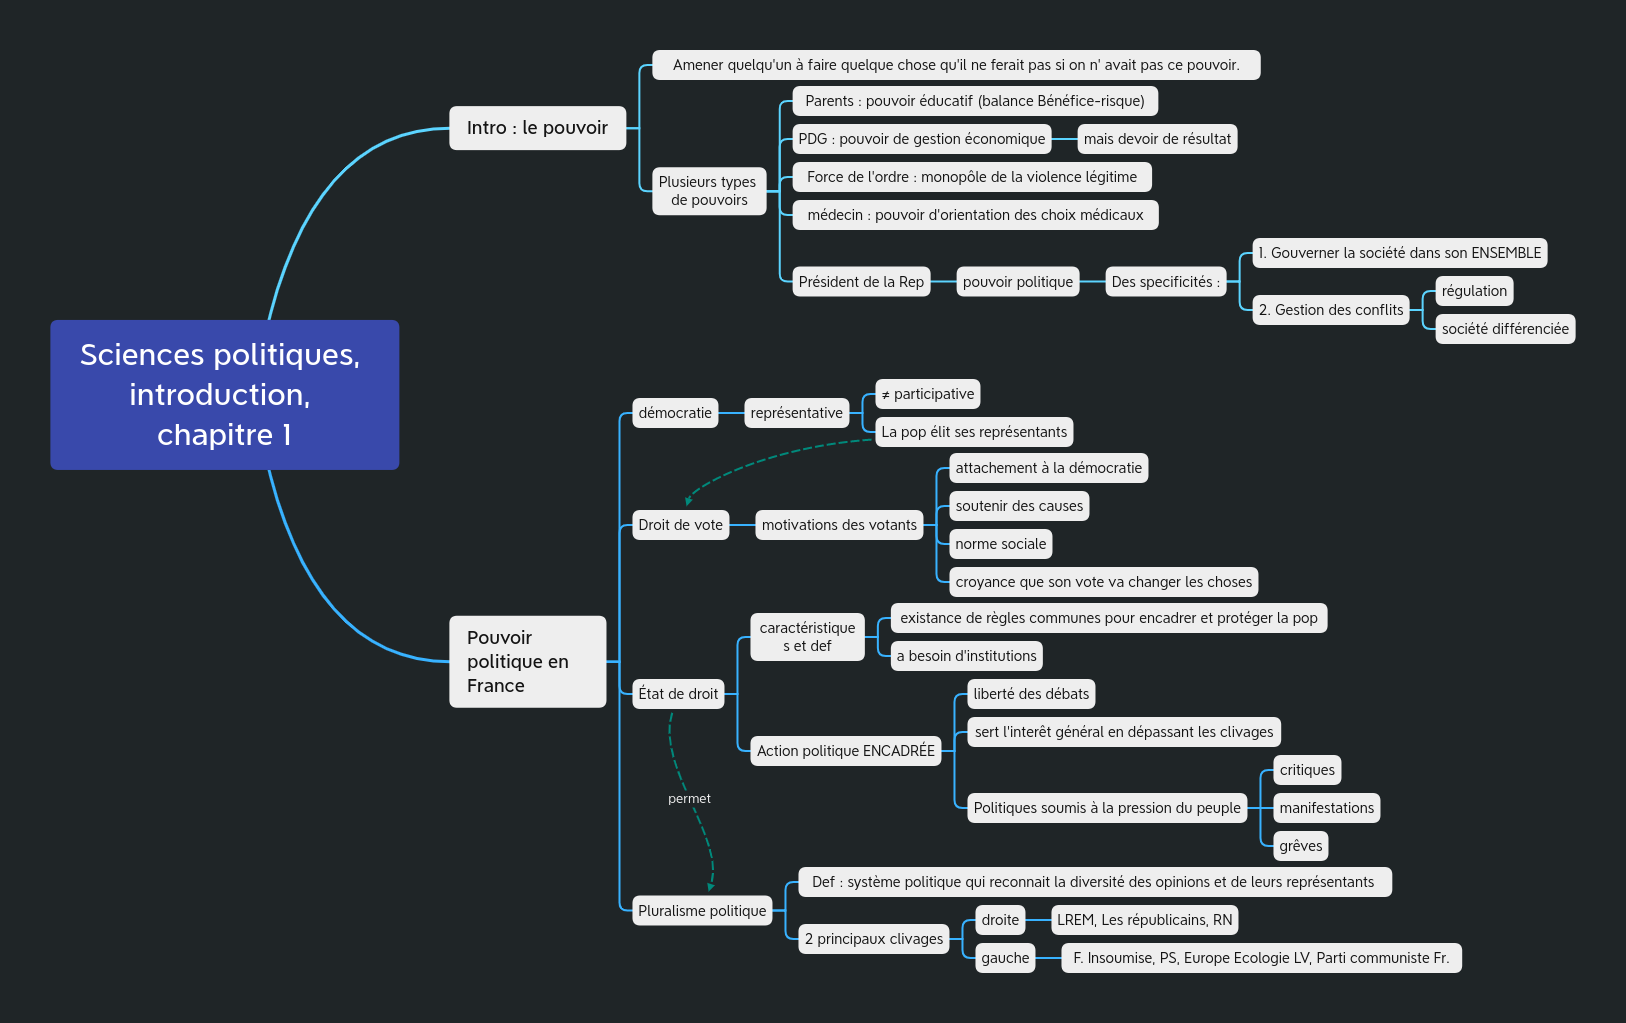 Sciences politiques,
introduction,
chapitre 1
Intro : le pouvoir
Amener quelqu'un à faire quelque chose qu'il ne ferait pas si on n' avait pas ce pouvoir.
Plusieurs types
de pouvoirs
Parents : pouvoir éducatif (balance Bénéfice-risque)
PDG : pouvoir de gestion économique
mais devoir de résultat
Force de l'ordre : monopôle de la violence légitime
médecin : pouvoir d'orientation des choix médicaux
Président de la Rep
pouvoir politique
Des specificités :
1. Gouverner la société dans son ENSEMBLE
2. Gestion des conflits
régulation
société différenciée
Pouvoir
politique en
France
démocratie
représentative
≠ participative
La pop élit ses représentants
Droit de vote
motivations des votants
attachement à la démocratie
soutenir des causes
norme sociale
croyance que son vote va changer les choses
État de droit
caractéristique
s et def
existance de règles communes pour encadrer et protéger la pop
a besoin d'institutions
Action politique ENCADRÉE
liberté des débats
sert l'interêt général en dépassant les clivages
Politiques soumis à la pression du peuple
critiques
manifestations
grêves
permet
Pluralisme politique
Def : système politique qui reconnait la diversité des opinions et de leurs représentants
2 principaux clivages
droite
LREM, Les républicains, RN
gauche
F. Insoumise, PS, Europe Ecologie LV, Parti communiste Fr.